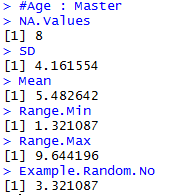 > #Age : Master
> NA.Values
[1] 8
> SD
[1] 4.161554
> Mean
[1] 5.482642
> Range.Min
[1] 1.321087
> Range.Max
[1] 9.644196
> Example.Random.No
[1] 3.321087